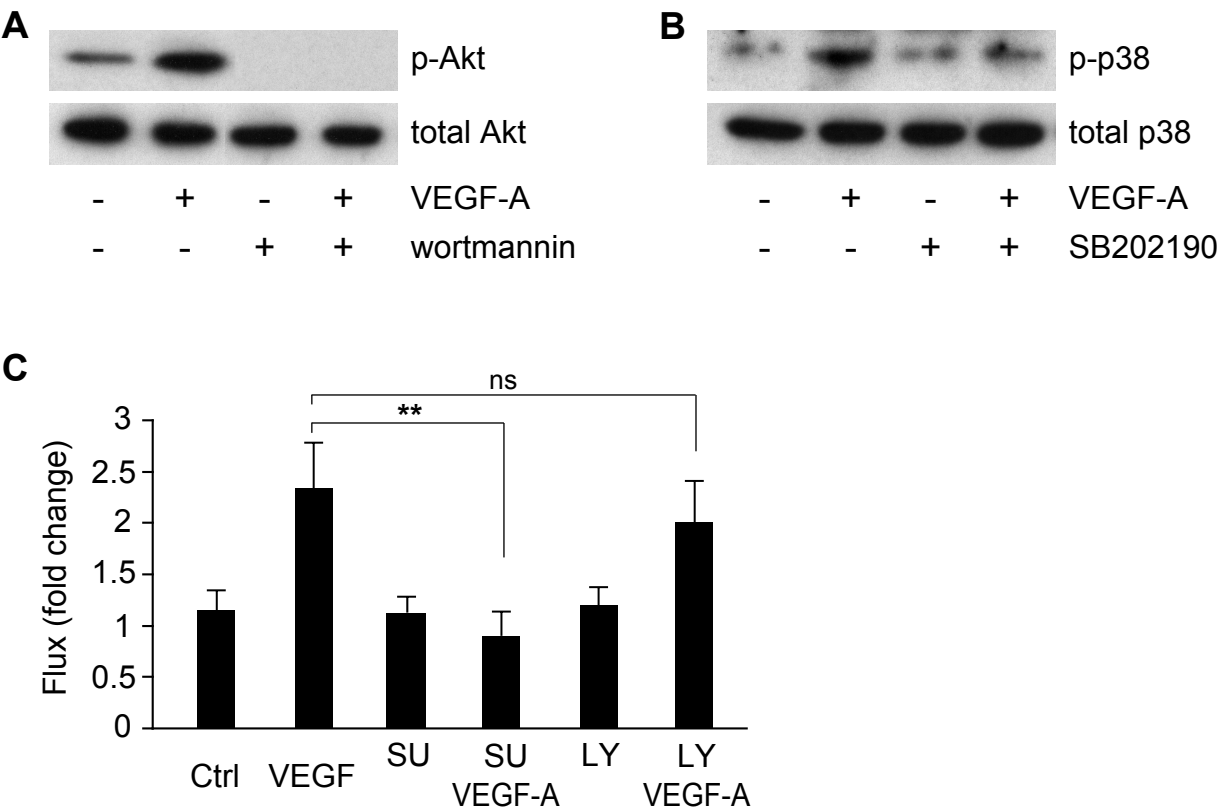 A
p-Akt
total Akt
- + - + VEGF-A
- - + + wortmannin
B
p-p38
total p38
- + - + VEGF-A
- - + + SB202190
C
ns
**
Flux (fold change)
3
2.5
2
1.5
1
0.5
0
Ctrl
VEGF
SU
SU
VEGF-A
LY
LY
VEGF-A